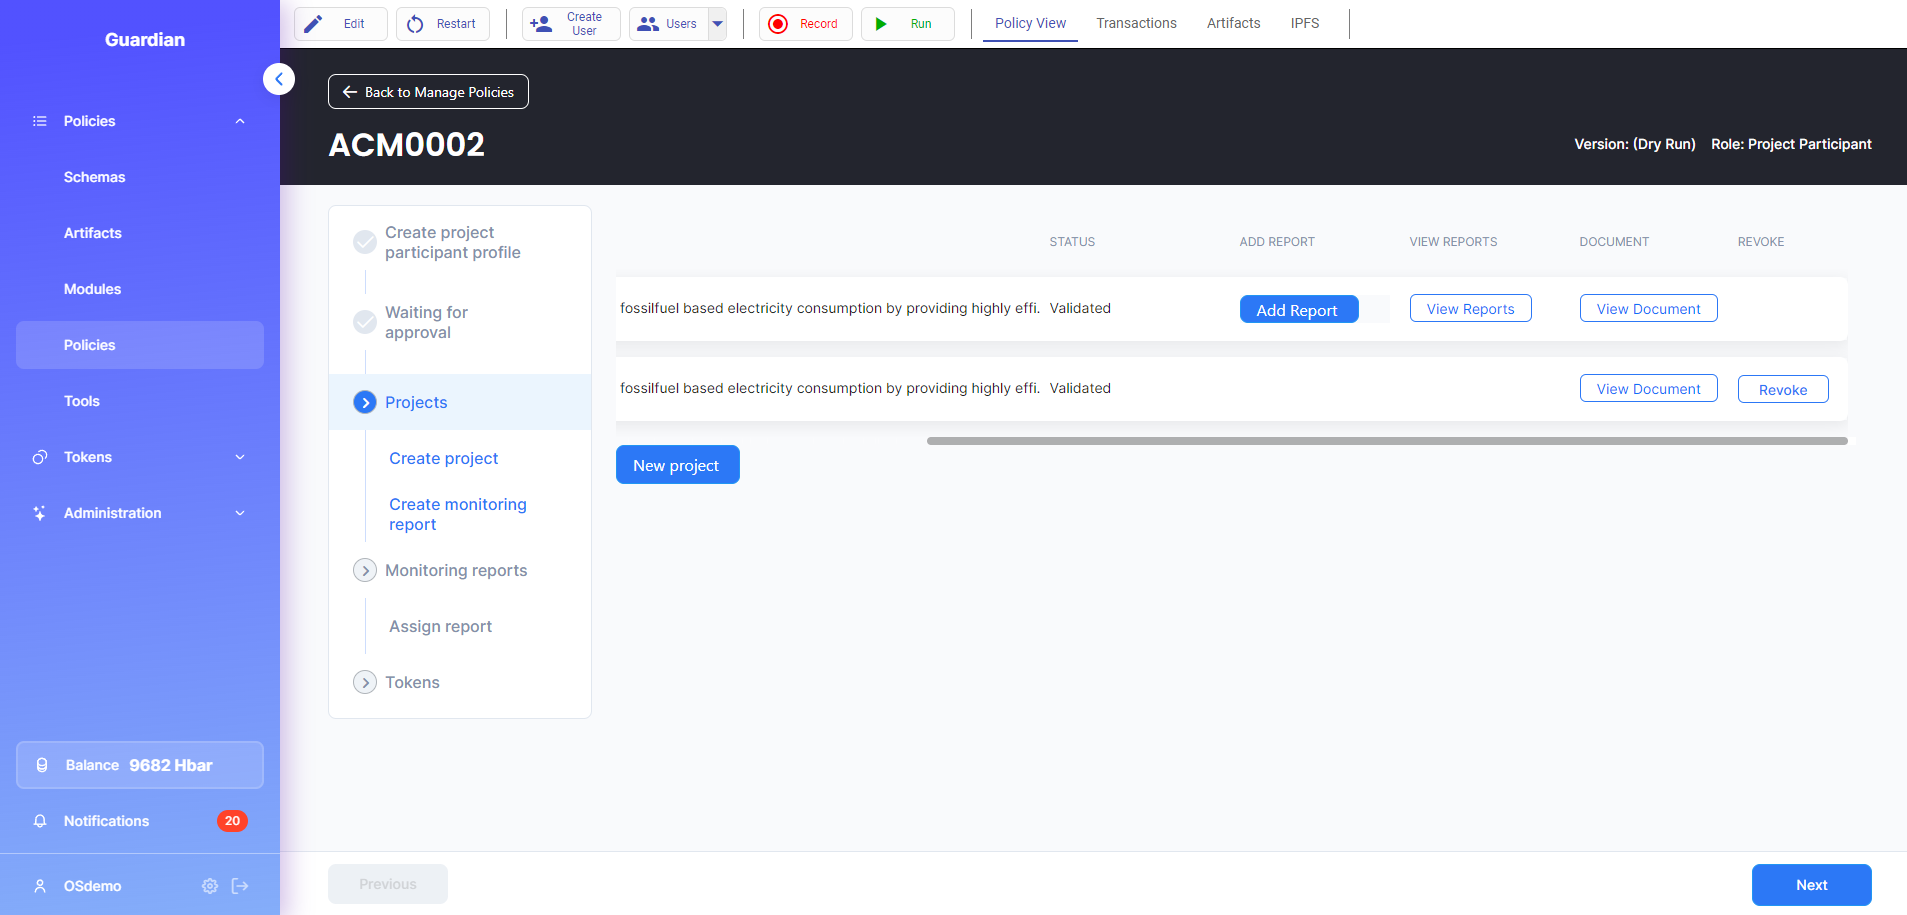 Guardian
Policies
Schemas
Artifacts
Modules
Policies
Tools
Tokens
Administration
Balance 9682 Hbar
Notifications 20
OSdemo
Edit
Restart
Create
User
Users
Record
Run
Policy View
Transactions
Artifacts
IPFS
Back to Manage Policies
ACM0002
Version: (Dry Run) Role: Project Participant
Create project
participant profile
Waiting for
approval
Projects
Create project
Create monitoring
report
Monitoring reports
Assign report
Tokens
STATUS ADD REPORT VIEW REPORTS DOCUMENT REVOKE
fossilfuel based electricity consumption by providing highly effi. Validated Add Report View Reports View Document
fossilfuel based electricity consumption by providing highly effi. Validated View Document Revoke
New project
Previous
Next